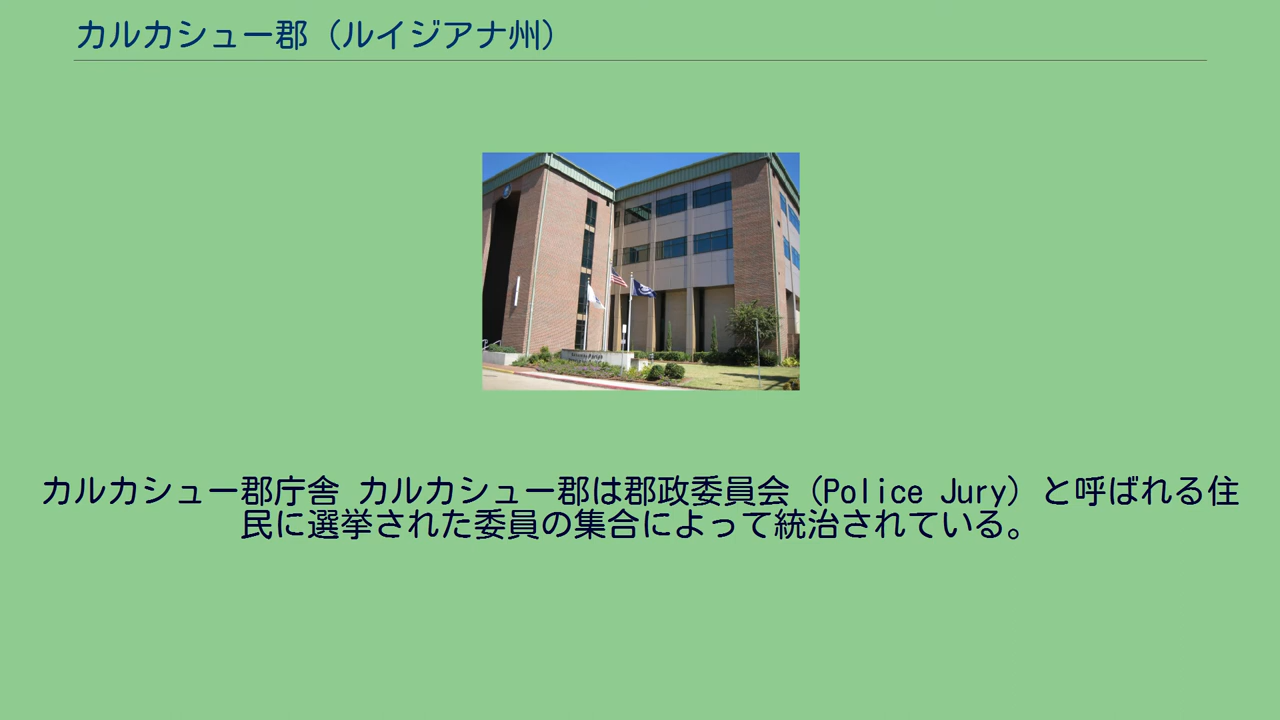 カルカシュー郡（ルイジアナ州）
カルカシュー郡庁舎 カルカシュー郡は郡政委員会（Police Jury）と呼ばれる住
民に選挙された委員の集合によって統治されている。